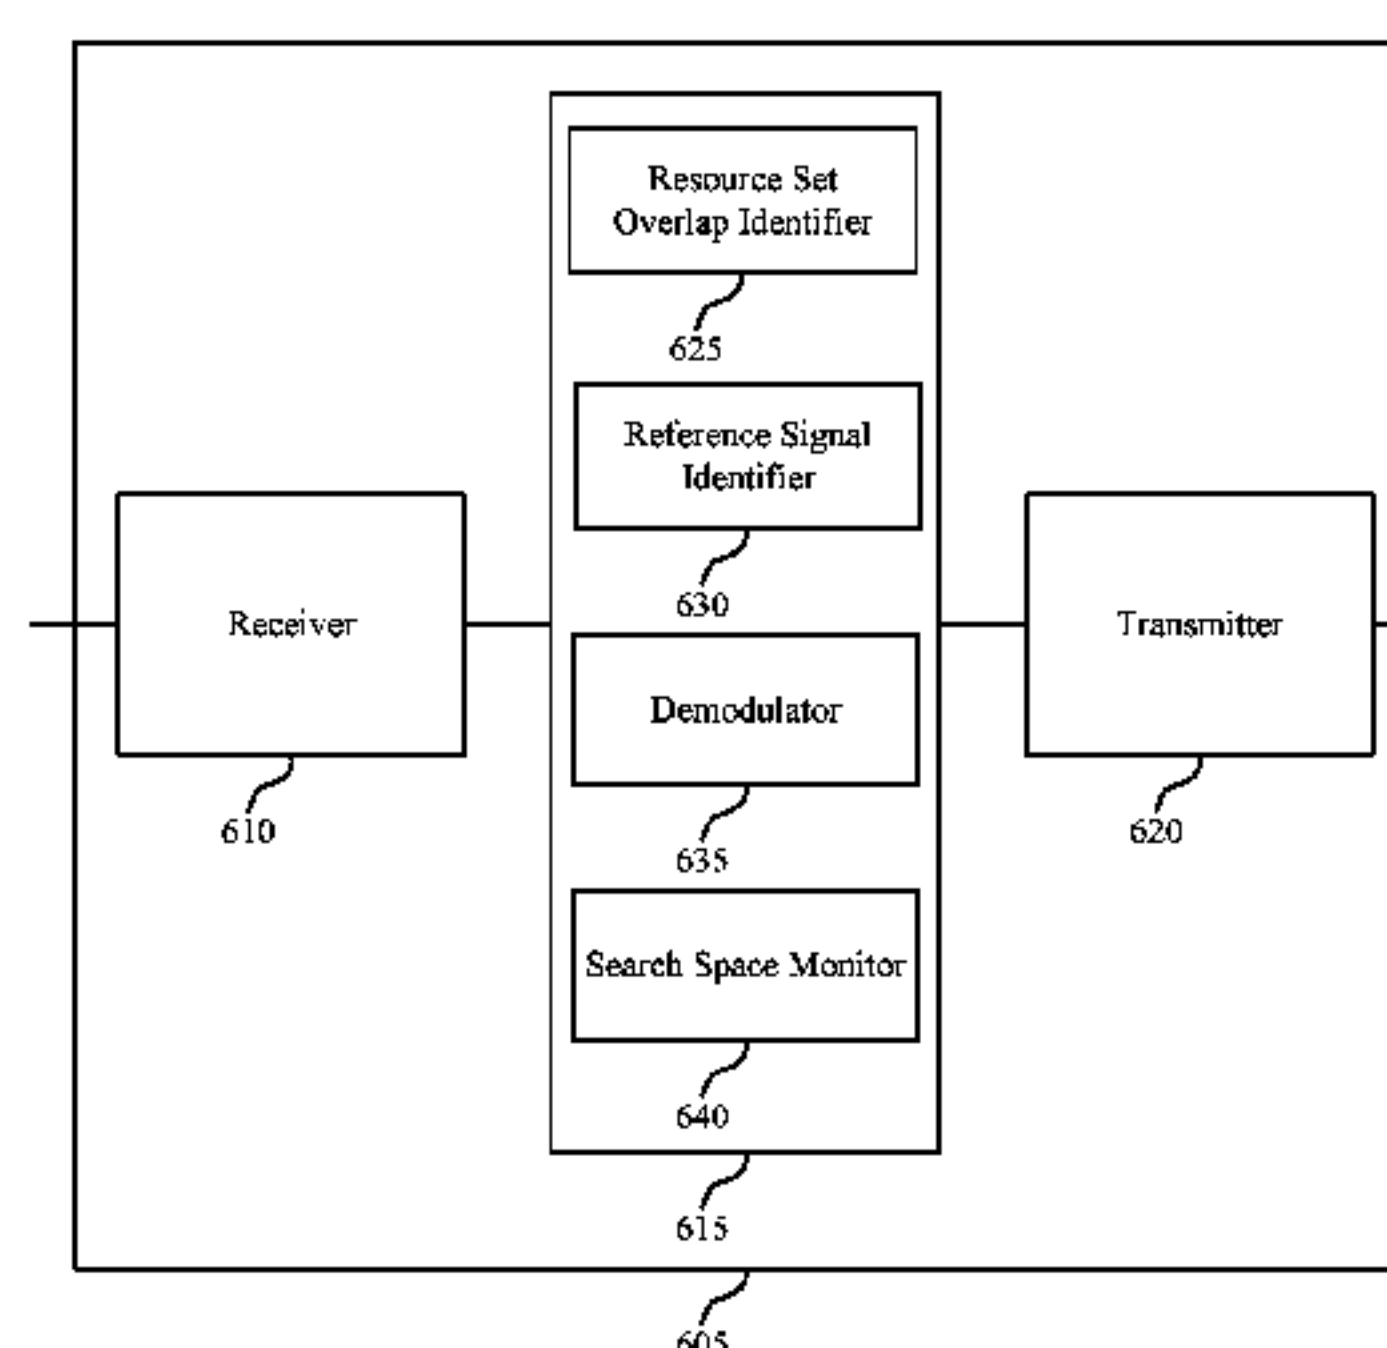 Resource Set
Overlap Identifier
625
Reference Signal
Identifier
630
Receiver
610
Demodulator
635
Transmitter
620
Search Space Monitor
640
615
605